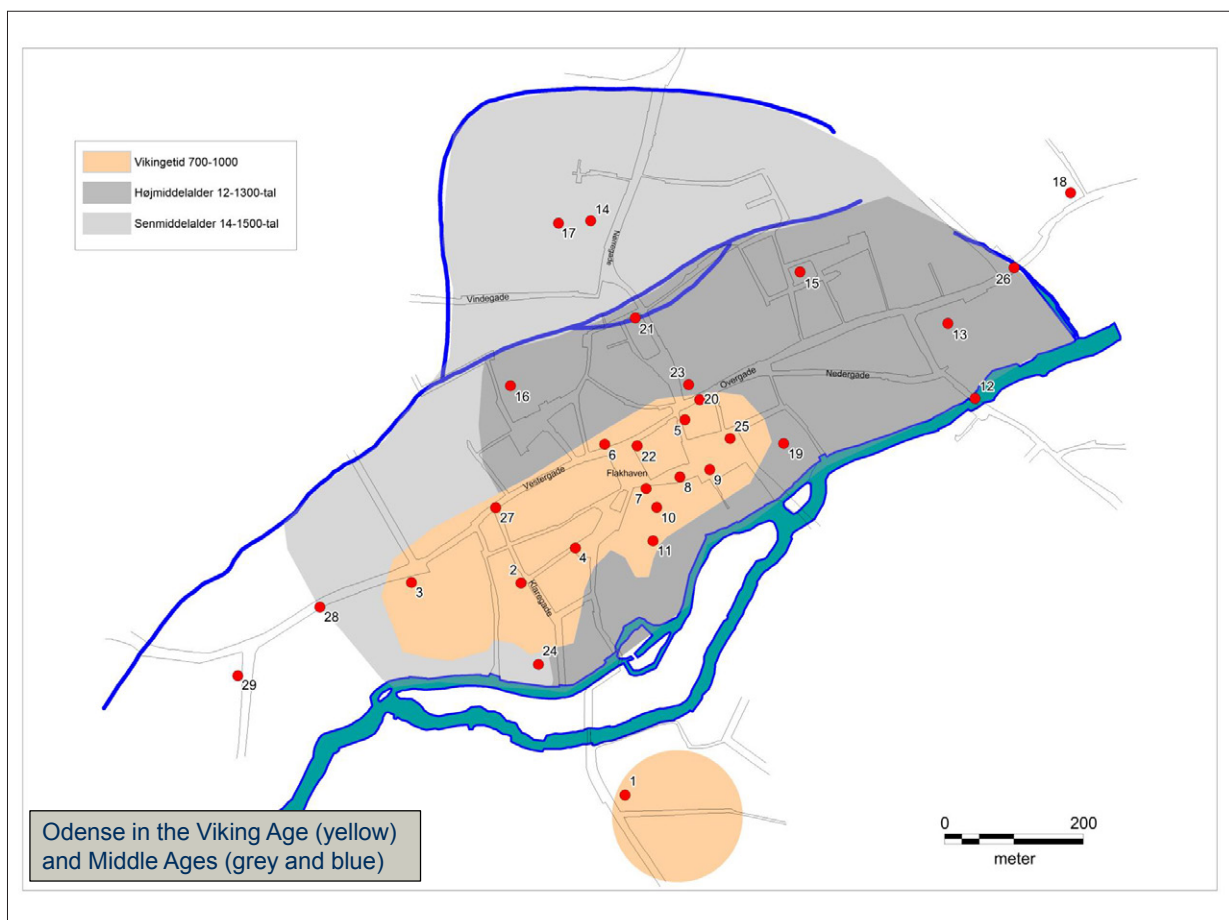 Vikingetid 700-1000
Højmiddelalder 12-1300-tal
Senmiddelalder 14-1500-tal
18
14
17
Nørregade
26
15
Vindegade
21
13
Nedergade
Overgade
23
16
12
20
5
25
6
22
19
Vestergade
Flakhaven
9
8
7
27
10
11
4
2
3
Klaregade
28
24
29
1
0
200
meter
Odense in the Viking Age (yellow)
and Middle Ages (grey and blue)